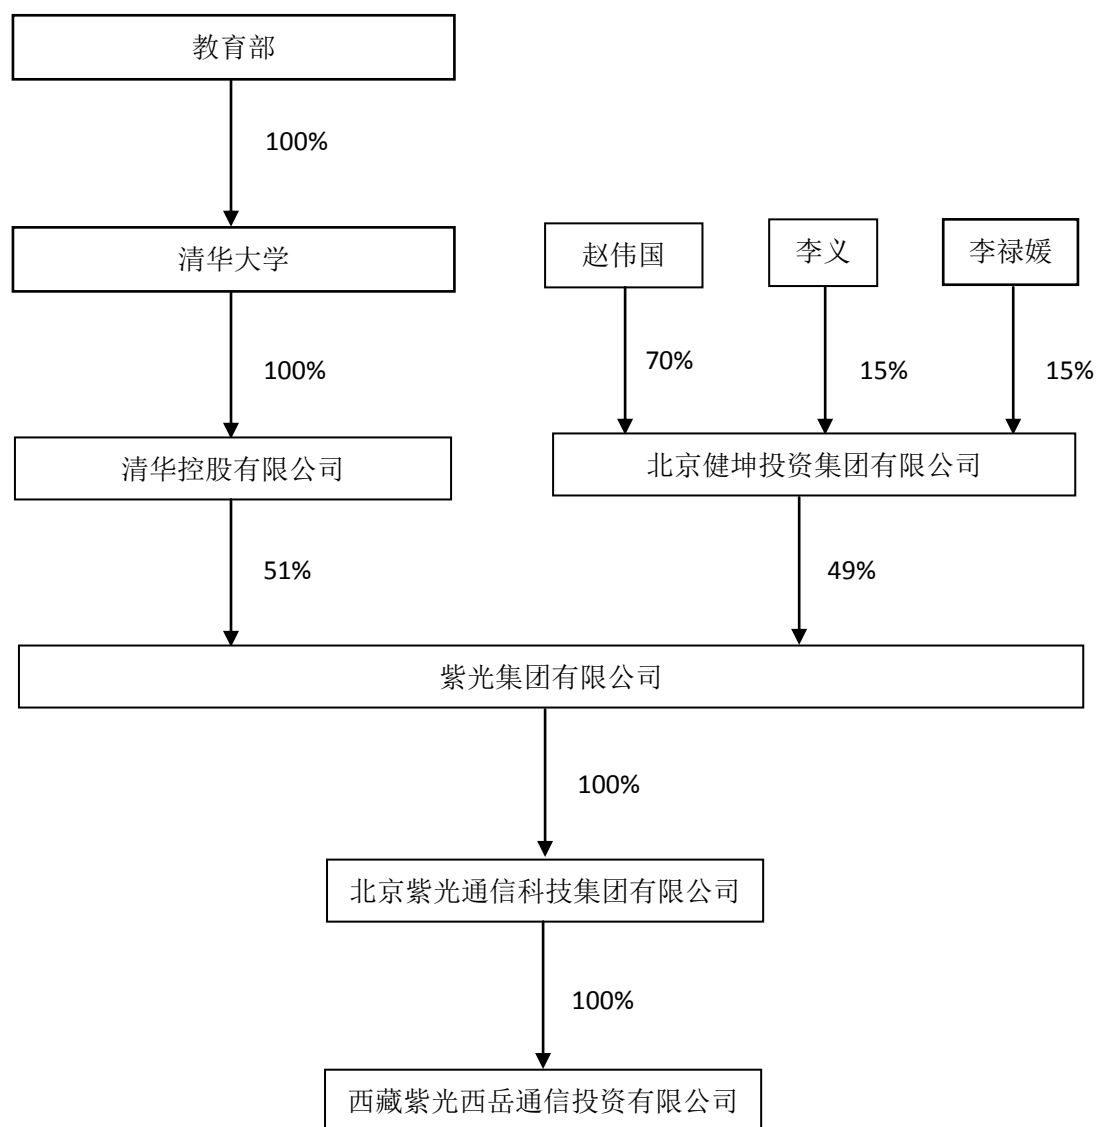 教育部
100%
清华大学
赵伟国
李义
李禄媛
100%
70%
15%
15%
清华控股有限公司
北京健坤投资集团有限公司
51%
49%
紫光集团有限公司
100%
北京紫光通信科技集团有限公司
100%
西藏紫光西岳通信投资有限公司